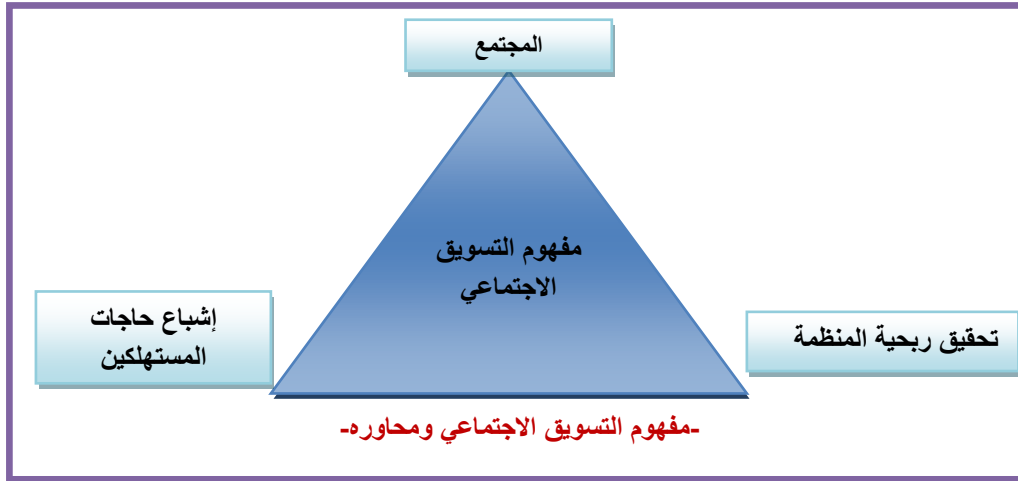 المجتمع
مفهوم التسويق
الاجتماعي
تحقيق ربحية المنظمة
إشباع حاجات
المستهلكين
-مفهوم التسويق الاجتماعي ومحاوره-